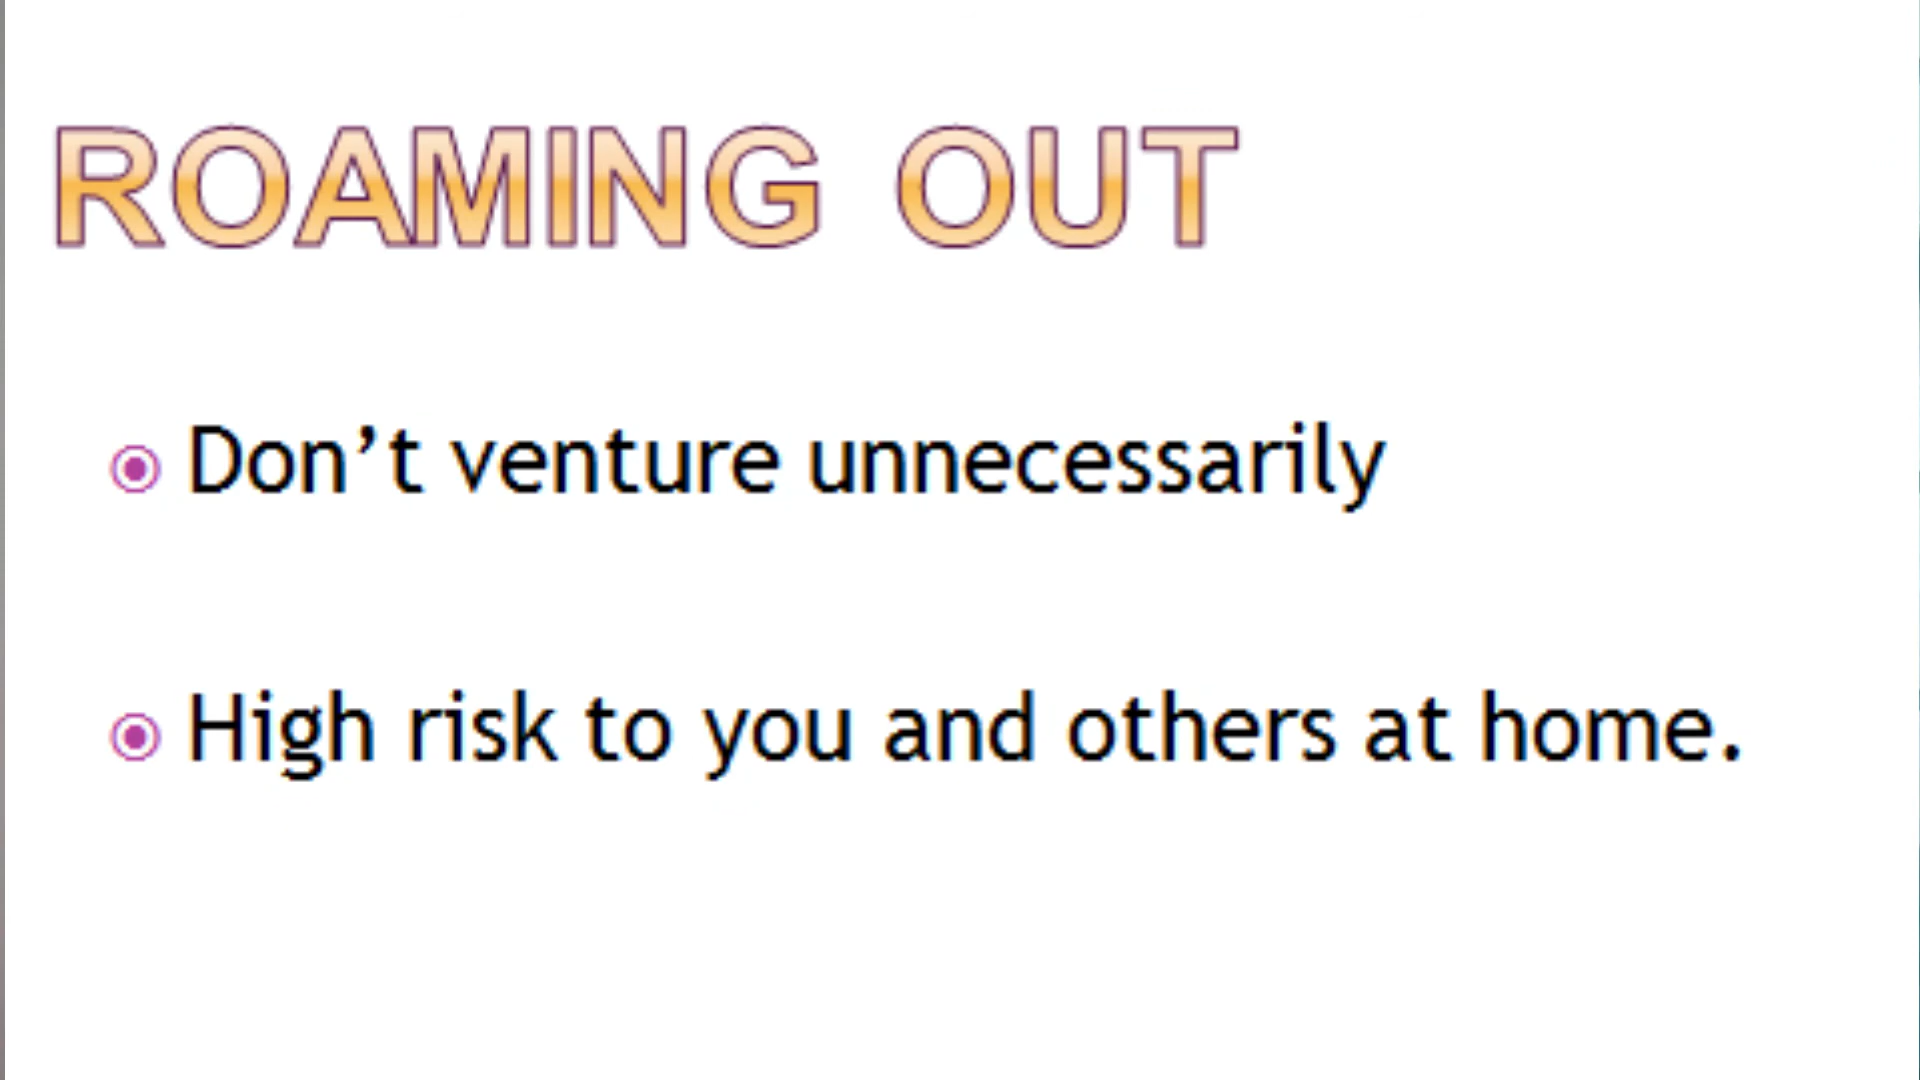 ROAMING OUT
Don’t venture unnecessarily
High risk to you and others at home.